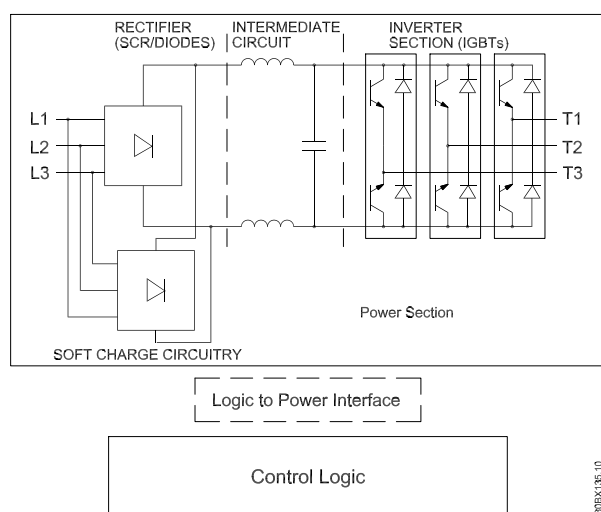 RECTIFIER
(SCR/DIODES)
INTERMEDIATE
CIRCUIT
INVERTER
SECTION (IGBTs)
L1
L2
L3
T1
T2
T3
Power Section
SOFT CHARGE CIRCUITRY
Logic to Power Interface
Control Logic